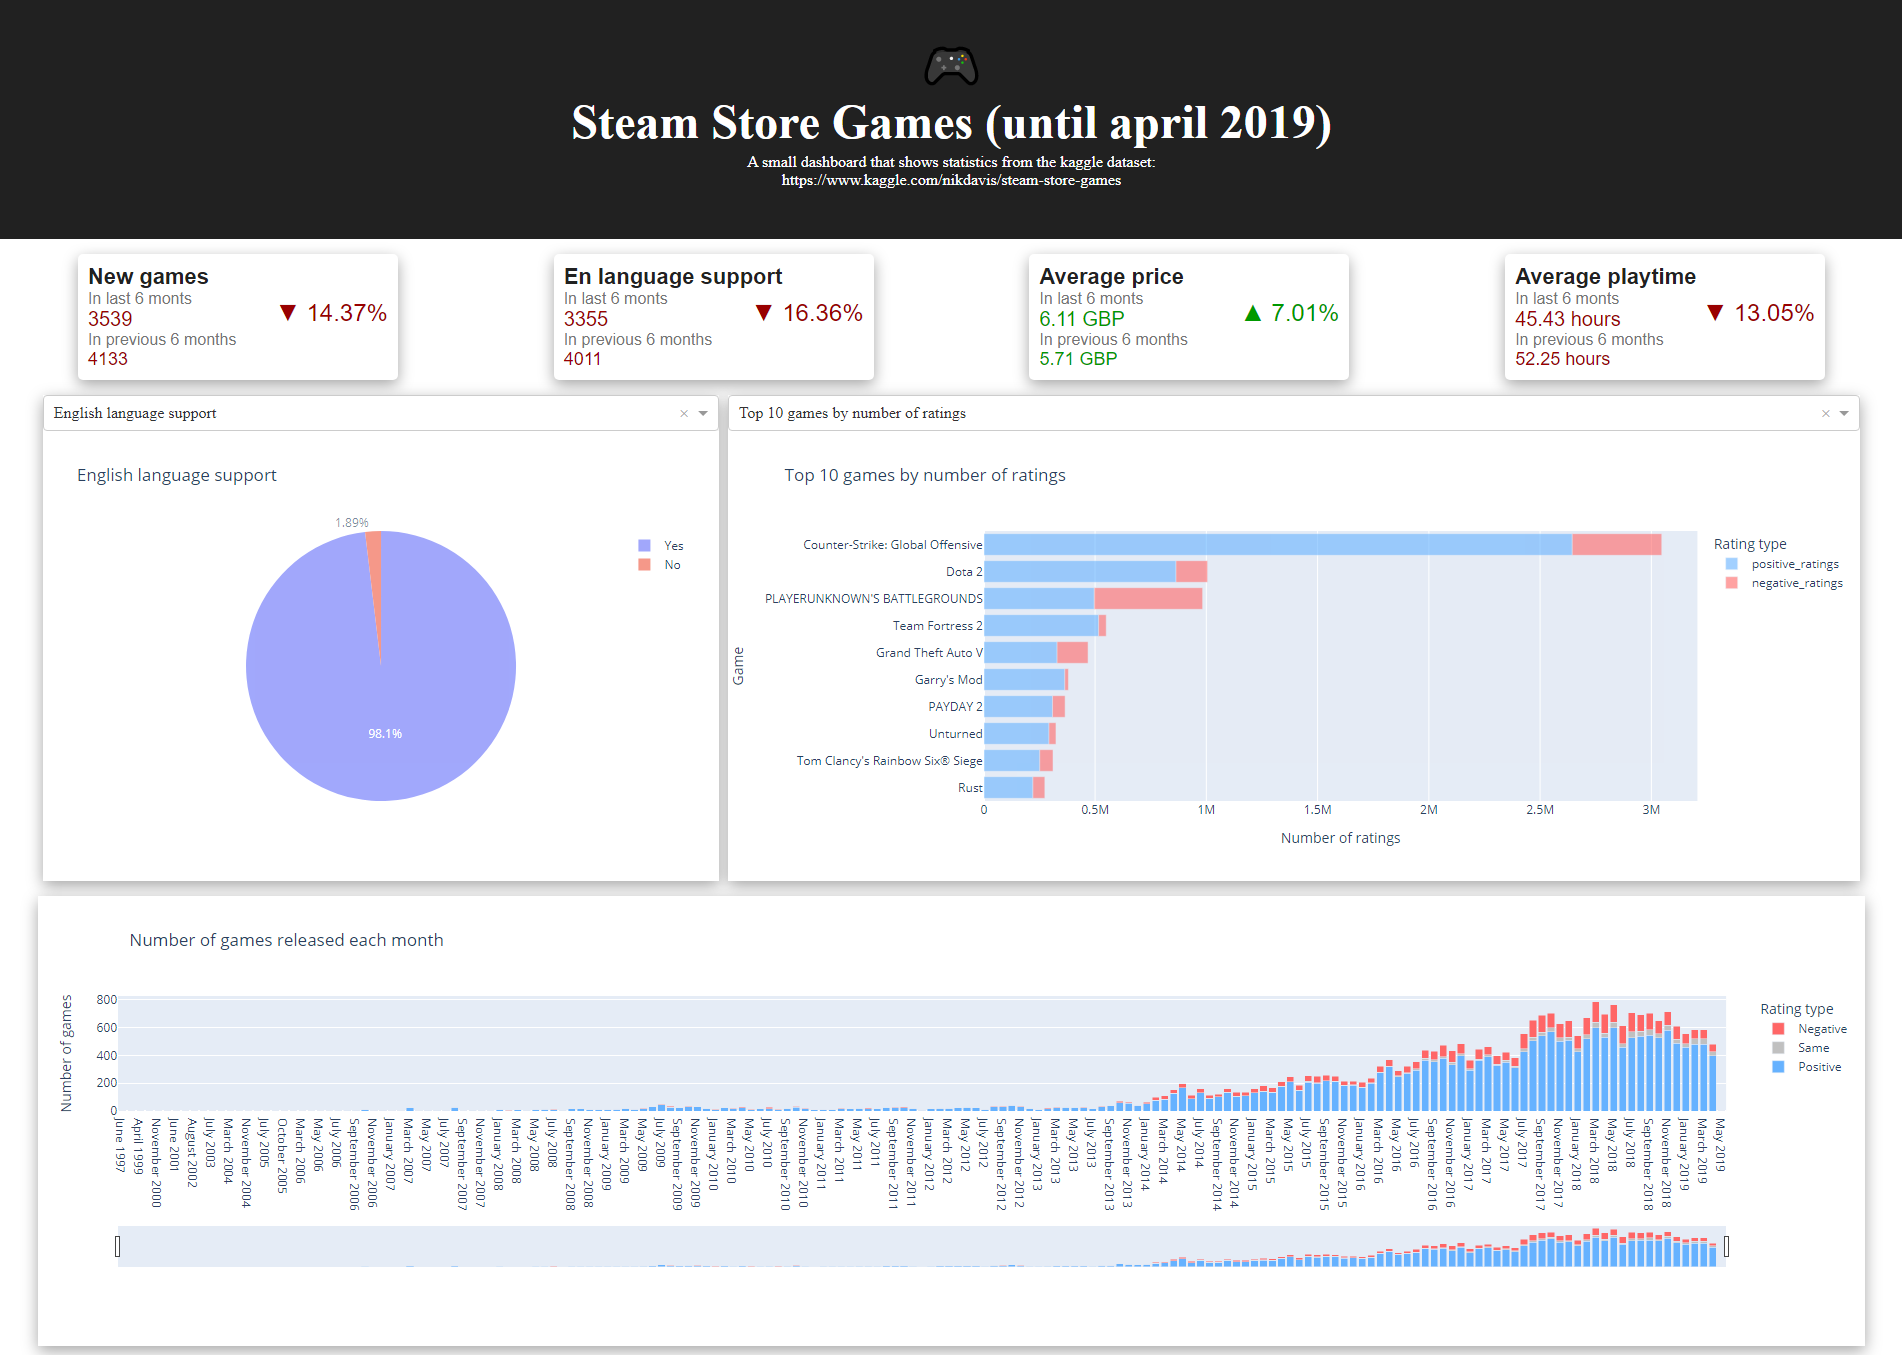 Steam Store Games (until april 2019)
A small dashboard that shows statistics from the kaggle dataset:
https://www.kaggle.com/nikdavis/steam-store-games
New games
In last 6 monts
3539
In previous 6 months
4133
▼ 14.37%
En language support
In last 6 monts
3355
In previous 6 months
4011
▼ 16.36%
Average price
In last 6 monts
6.11 GBP
In previous 6 months
5.71 GBP
▲ 7.01%
Average playtime
In last 6 monts
45.43 hours
In previous 6 months
52.25 hours
▼ 13.05%
English language support
×
English language support
1.89%
98.1%
Yes
No
Top 10 games by number of ratings
×
Top 10 games by number of ratings
Game
Counter-Strike: Global Offensive
Dota 2
PLAYERUNKNOWN'S BATTLEGROUNDS
Team Fortress 2
Grand Theft Auto V
Garry's Mod
PAYDAY 2
Unturned
Tom Clancy's Rainbow Six® Siege
Rust
0 0.5M 1M 1.5M 2M 2.5M 3M
Number of ratings
Rating type
positive_ratings
negative_ratings
Number of games released each month
Number of games
800
600
400
200
0
June 1997
April 1999
November 2000
June 2001
August 2002
July 2003
March 2004
November 2004
July 2005
October 2005
March 2006
May 2006
July 2006
September 2006
November 2006
January 2007
March 2007
May 2007
July 2007
September 2007
November 2007
January 2008
March 2008
May 2008
July 2008
September 2008
November 2008
January 2009
March 2009
May 2009
July 2009
September 2009
November 2009
January 2010
March 2010
May 2010
July 2010
September 2010
November 2010
January 2011
March 2011
May 2011
July 2011
September 2011
November 2011
January 2012
March 2012
May 2012
July 2012
September 2012
November 2012
January 2013
March 2013
May 2013
July 2013
September 2013
November 2013
January 2014
March 2014
May 2014
July 2014
September 2014
November 2014
January 2015
March 2015
May 2015
July 2015
September 2015
November 2015
January 2016
March 2016
May 2016
July 2016
September 2016
November 2016
January 2017
March 2017
May 2017
July 2017
September 2017
November 2017
January 2018
March 2018
May 2018
July 2018
September 2018
November 2018
January 2019
March 2019
May 2019
Rating type
Negative
Same
Positive